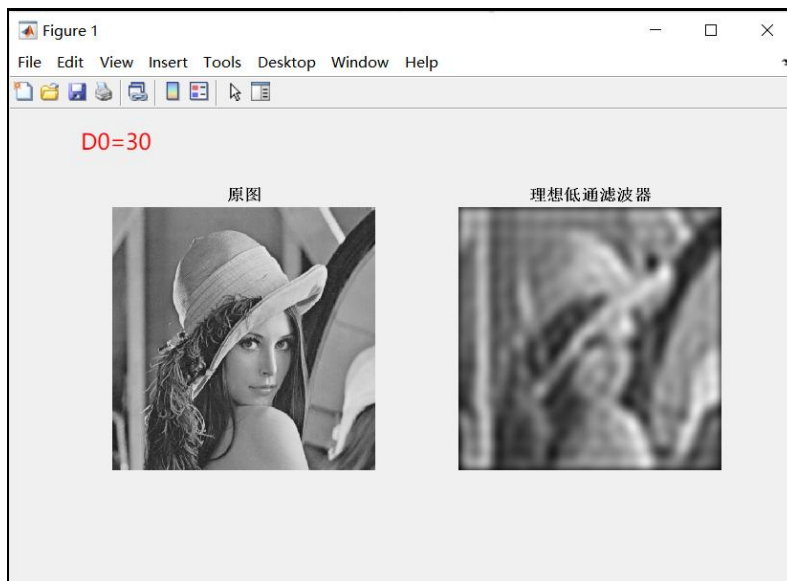 Figure 1
File Edit View Insert Tools Desktop Window Help
D0=30
原图
理想低通滤波器